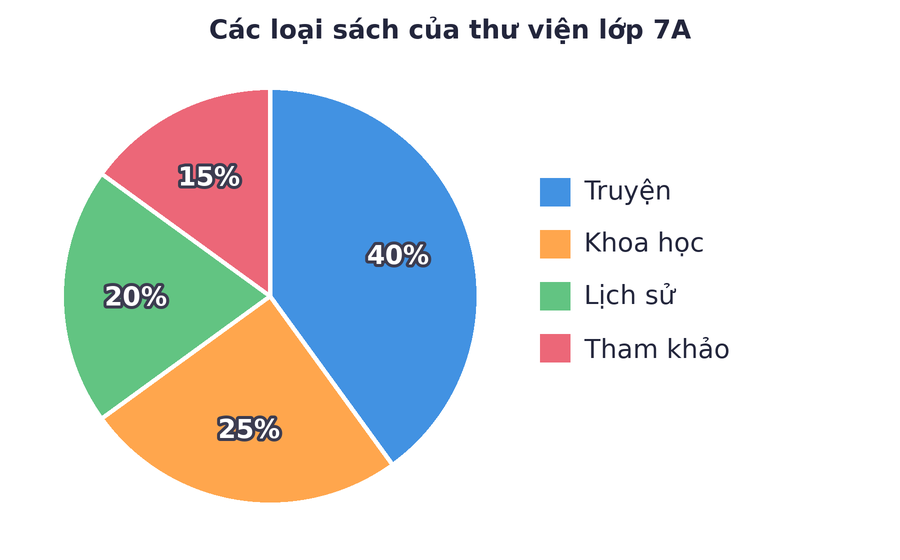 Các loại sách của thư viện lớp 7A
15%
40%
20%
25%
Truyện
Khoa học
Lịch sử
Tham khảo